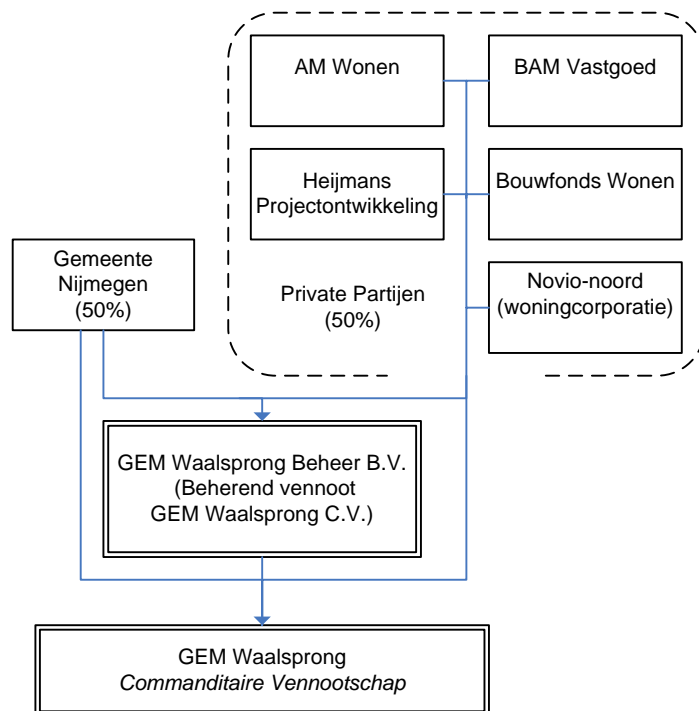 AM Wonen
BAM Vastgoed
Heijmans
Projectontwikkeling
Bouwfonds Wonen
Gemeente
Nijmegen
(50%)
Private Partijen
(50%)
Novio-noord
(woningcorporatie)
GEM Waalsprong Beheer B.V.
(Beherend vennoot
GEM Waalsprong C.V.)
GEM Waalsprong
Commanditaire Vennootschap